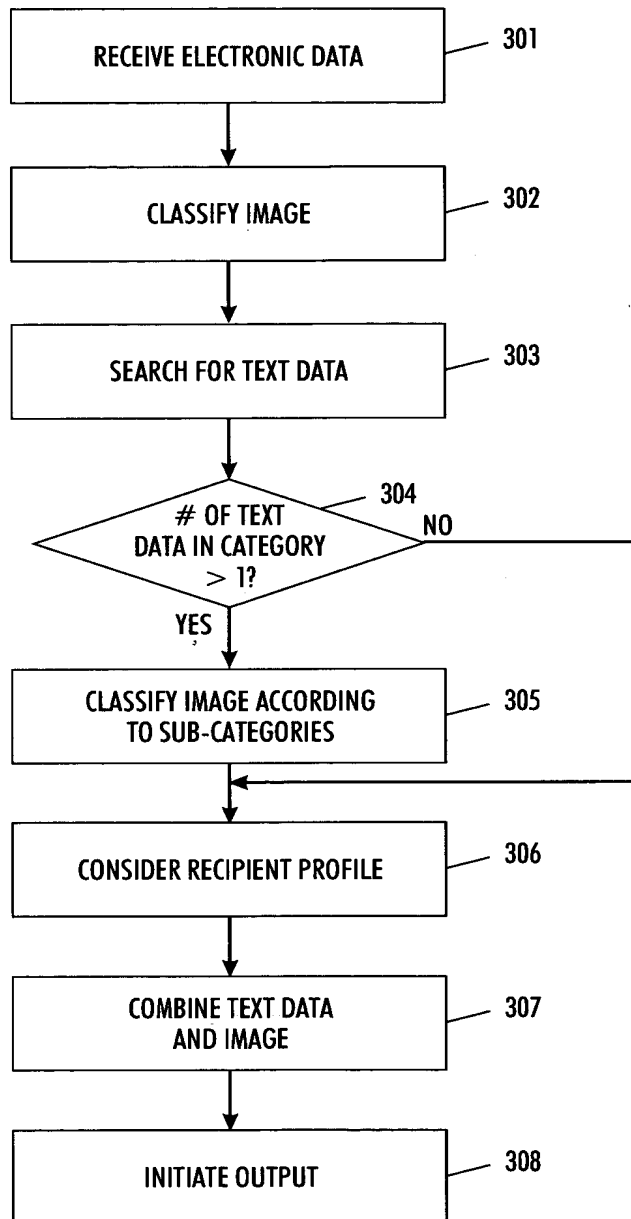 RECEIVE ELECTRONIC DATA
301
CLASSIFY IMAGE
302
SEARCH FOR TEXT DATA
303
# OF TEXT
DATA IN CATEGORY
> 1?
304
NO
YES
CLASSIFY IMAGE ACCORDING
TO SUB-CATEGORIES
305
CONSIDER RECIPIENT PROFILE
306
COMBINE TEXT DATA
AND IMAGE
307
INITIATE OUTPUT
308